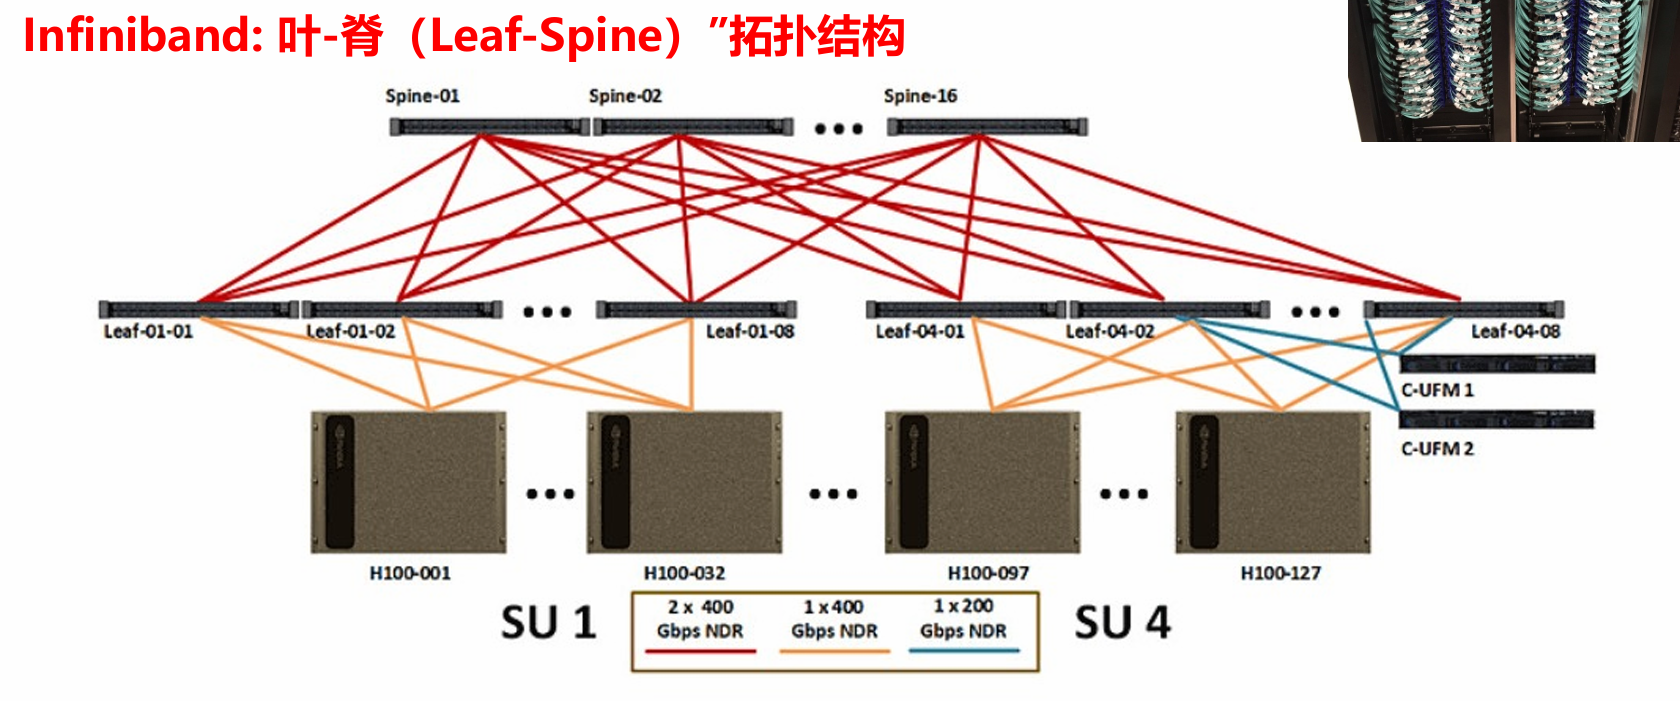 Infiniband: 叶-脊（Leaf-Spine）”拓扑结构
Spine-01
Spine-02
Spine-16
Leaf-01-01
Leaf-01-02
Leaf-01-08
Leaf-04-01
Leaf-04-02
Leaf-04-08
C-UFM 1
C-UFM 2
H100-001
H100-032
H100-097
H100-127
SU 1
2 x 400
Gbps NDR
1 x 400
Gbps NDR
1 x 200
Gbps NDR
SU 4